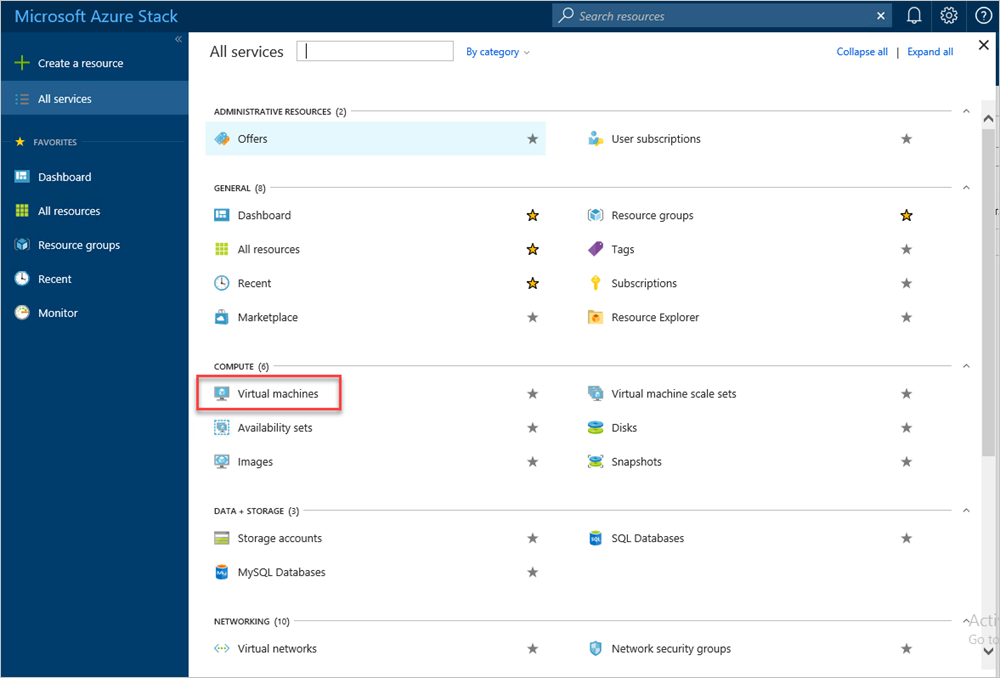 Microsoft Azure Stack
Search resources
Create a resource
All services
FAVORITES
Dashboard
All resources
Resource groups
Recent
Monitor
All services
By category
Collapse all | Expand all
ADMINISTRATIVE RESOURCES (2)
Offers
User subscriptions
GENERAL (8)
Dashboard
Resource groups
All resources
Tags
Recent
Subscriptions
Marketplace
Resource Explorer
COMPUTE (6)
Virtual machines
Virtual machine scale sets
Availability sets
Disks
Images
Snapshots
DATA + STORAGE (3)
Storage accounts
SQL Databases
MySQL Databases
NETWORKING (10)
Virtual networks
Network security groups
Go to